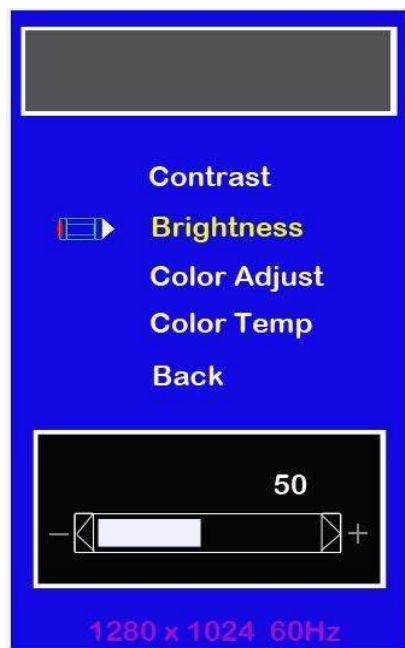 Contrast
Brightness
Color Adjust
Color Temp
Back
50
- +
1280 x 1024 60Hz